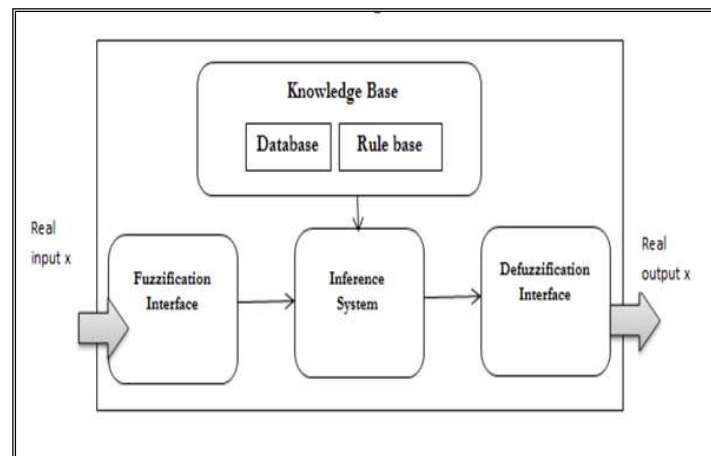 Knowledge Base
Database
Rule base
Real
input x
Fuzzification
Interface
Inference
System
Defuzzification
Interface
Real
output x